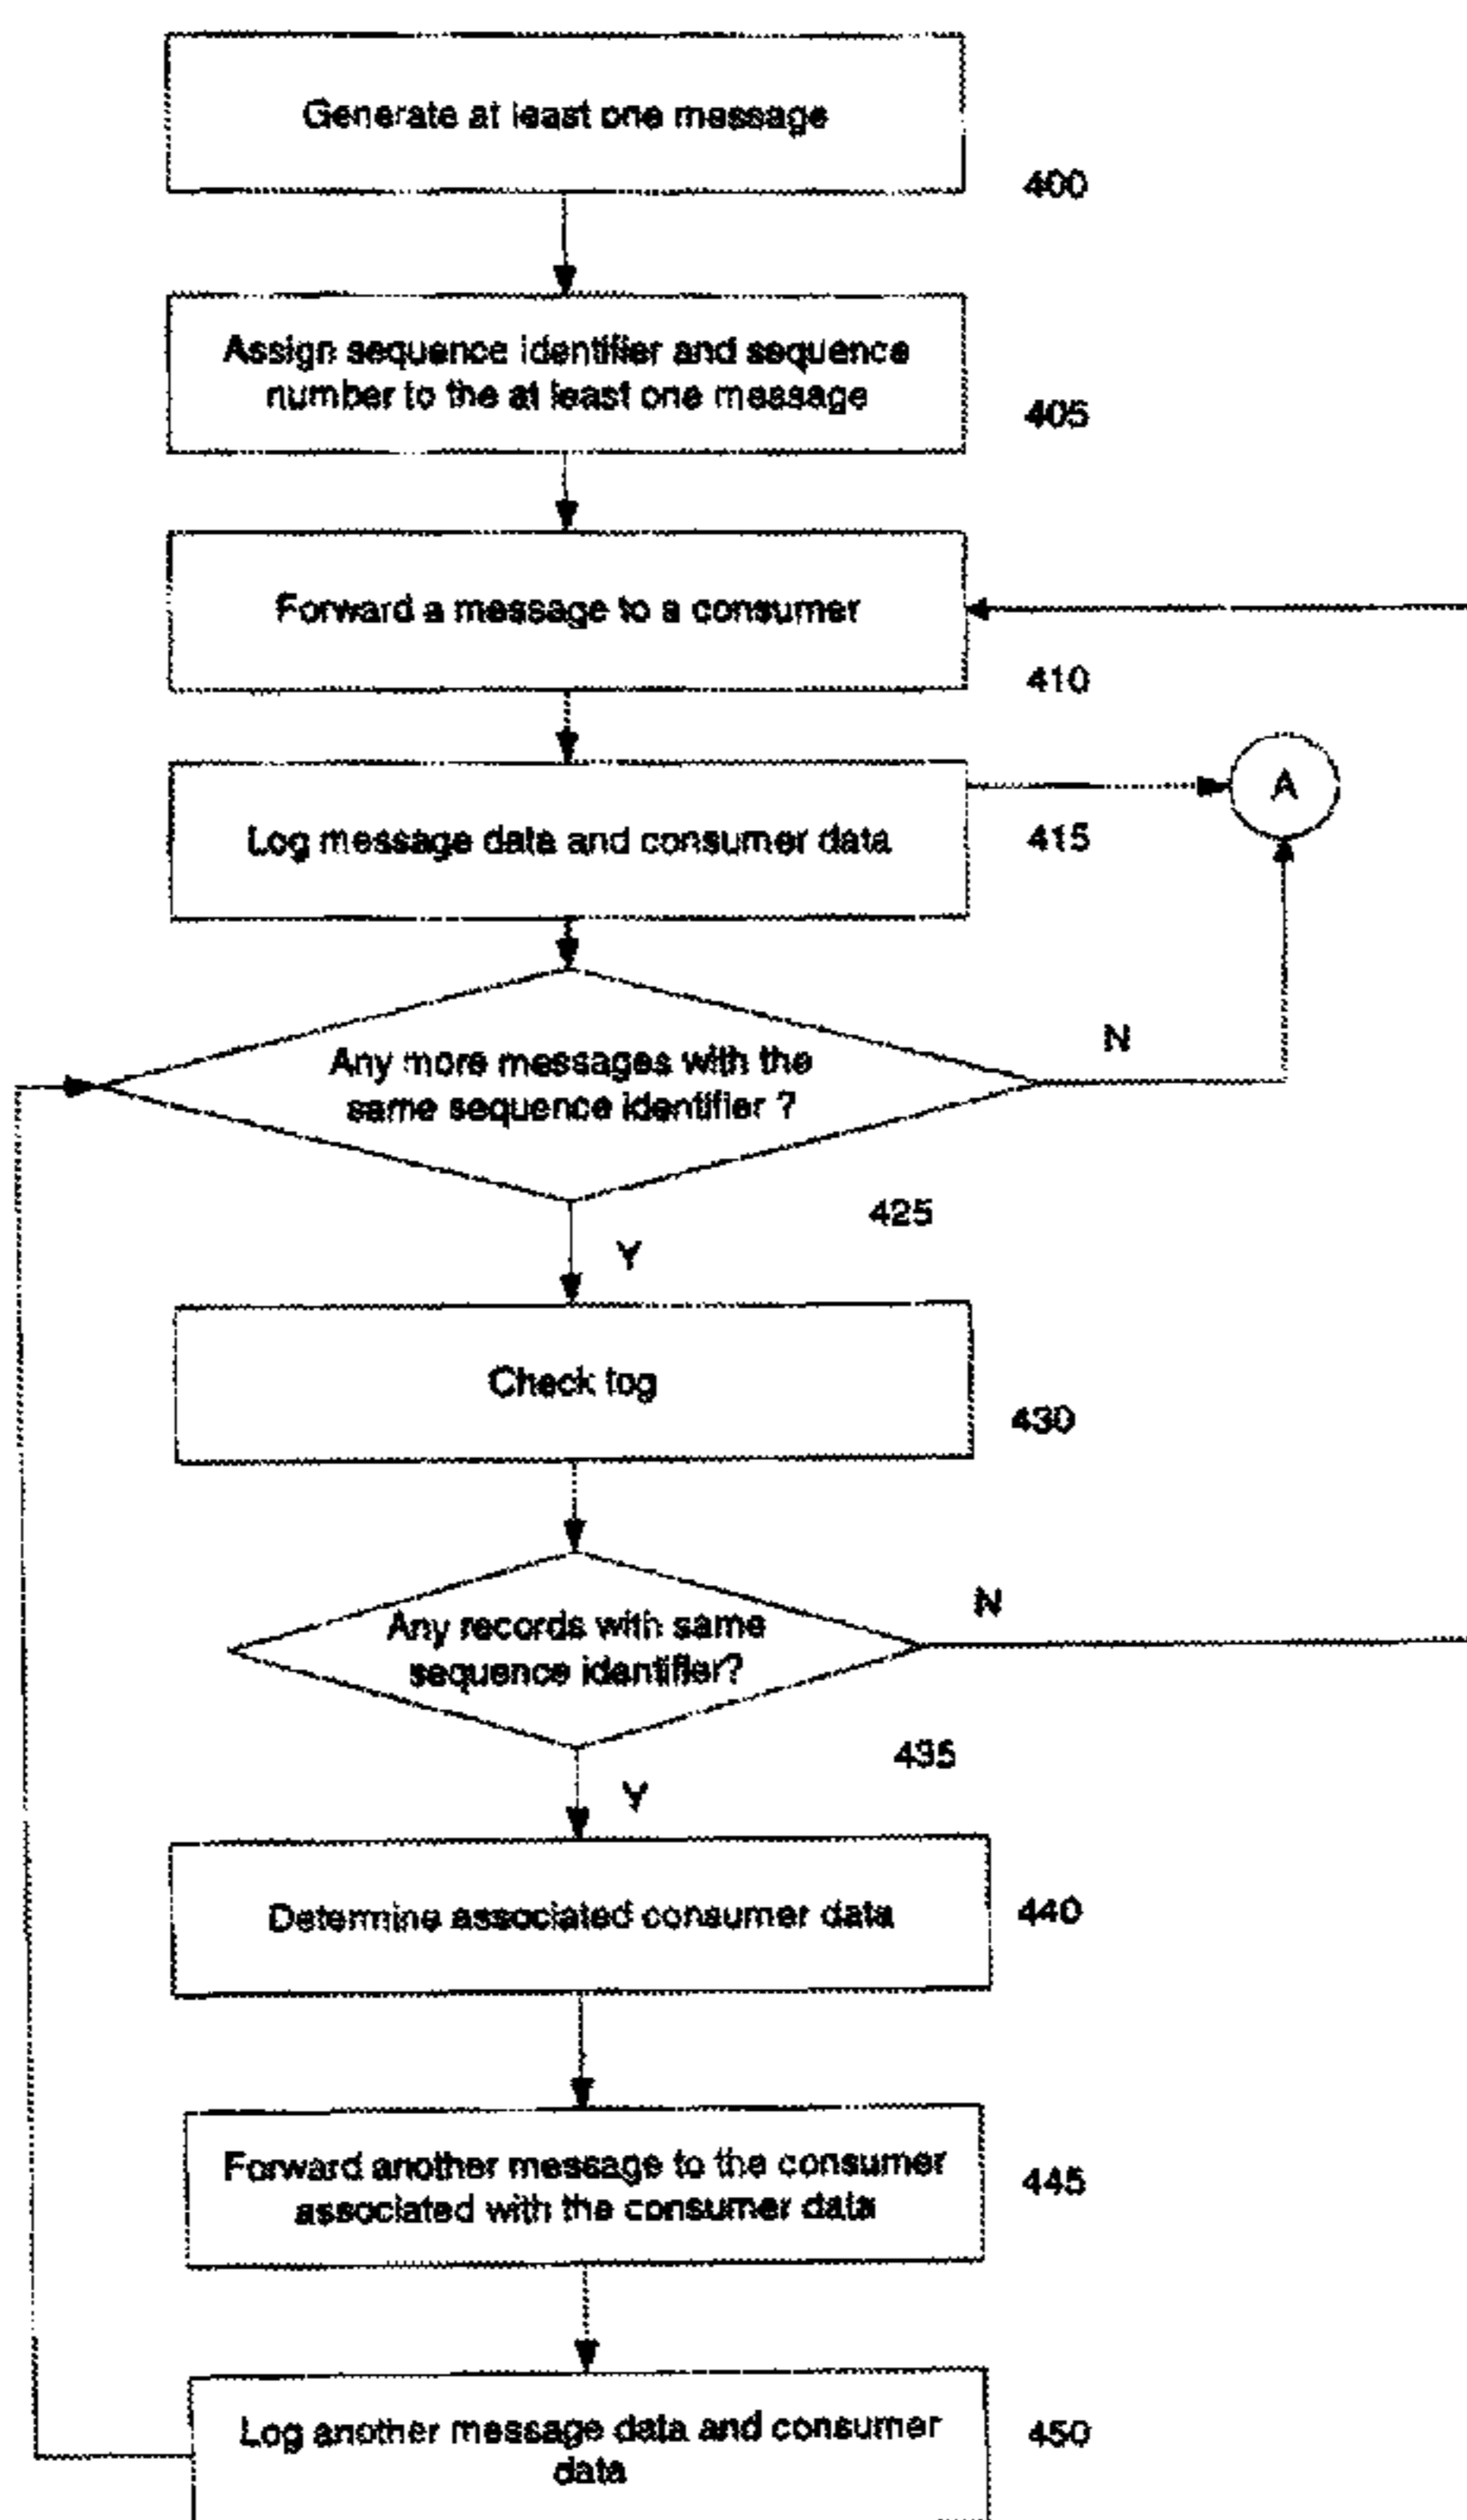 Generate at least one message
400
Assign sequence identifier and sequence
number to the at least one message
405
Forward a message to a consumer
410
A
Log message data and consumer data
415
N
Any more messages with the
same sequence identifier ?
425
Y
Check log
430
N
Any records with same
sequence identifier?
435
Y
Determine associated consumer data
440
Forward another message to the consumer
associated with the consumer data
445
Log another message data and consumer
data
450